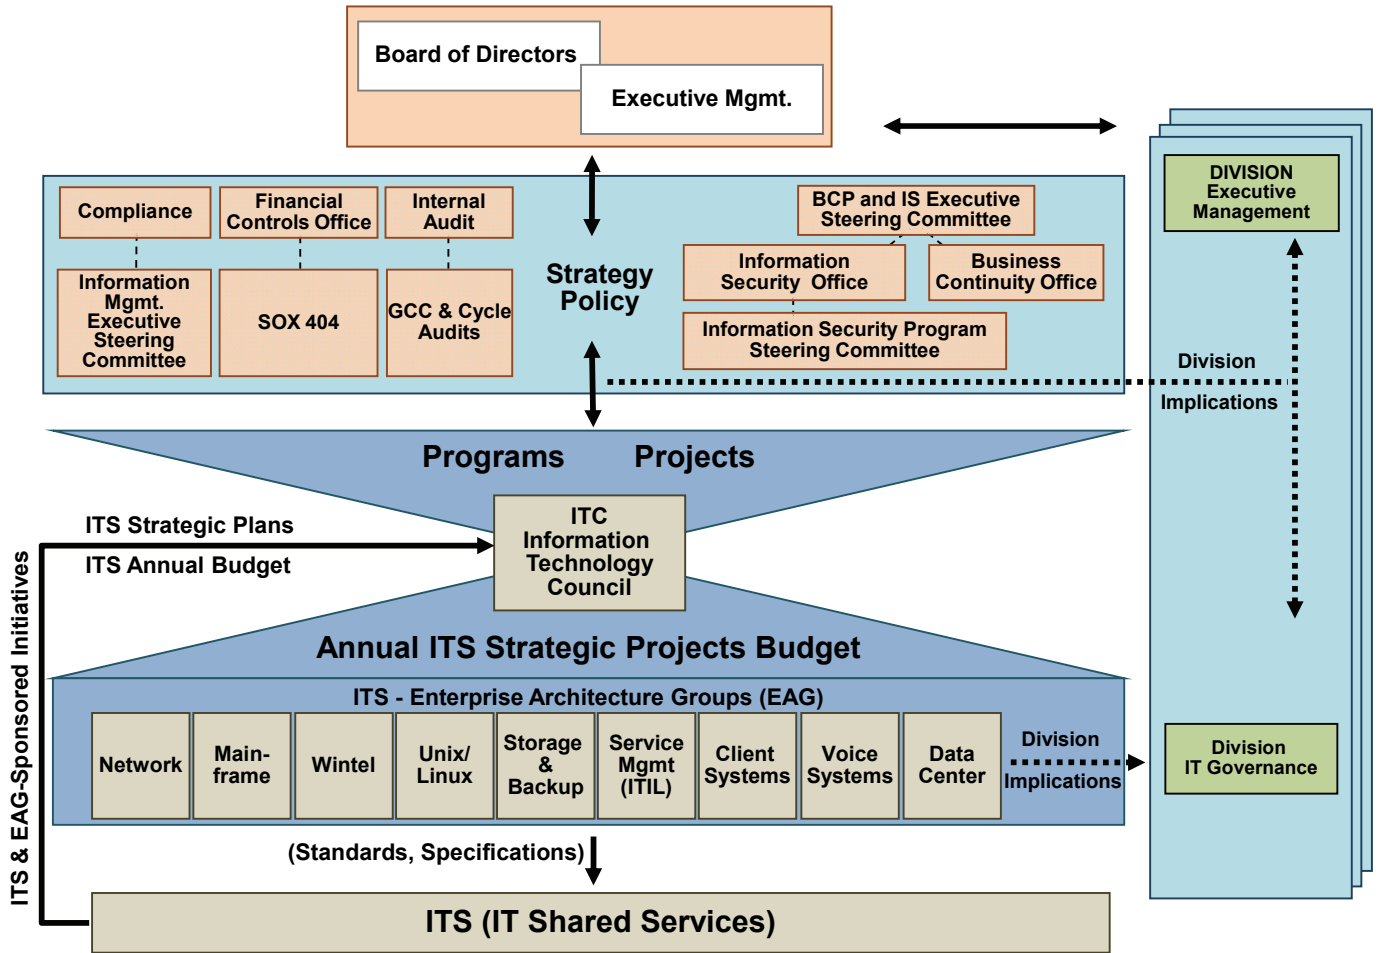 Board of Directors
Executive Mgmt.
Compliance
Financial
Controls Office
Internal
Audit
Information
Mgmt.
Executive
Steering
Committee
SOX 404
GCC & Cycle
Audits
Strategy
Policy
BCP and IS Executive
Steering Committee
Information
Security Office
Business
Continuity Office
Information Security Program
Steering Committee
DIVISION
Executive
Management
Division
Implications
Programs Projects
ITC
Information
Technology
Council
ITS Strategic Plans
ITS Annual Budget
ITS & EAG-Sponsored Initiatives
Annual ITS Strategic Projects Budget
ITS - Enterprise Architecture Groups (EAG)
Network
Main-
frame
Wintel
Unix/
Linux
Storage
&
Backup
Service
Mgmt
(ITIL)
Client
Systems
Voice
Systems
Data
Center
Division
Implications
Division
IT Governance
(Standards, Specifications)
ITS (IT Shared Services)